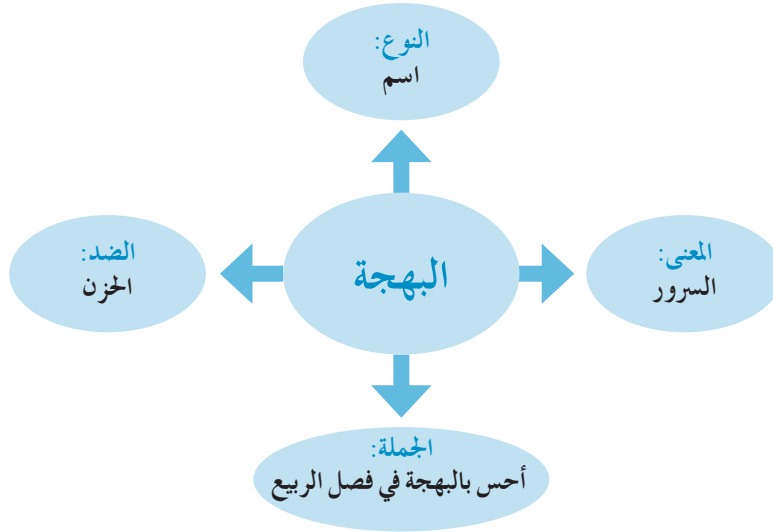 النوع:
اسم
المعنى:
السرور
البهجة
الضد:
الحزن
الجملة:
أحس بالبهجة في فصل الربيع